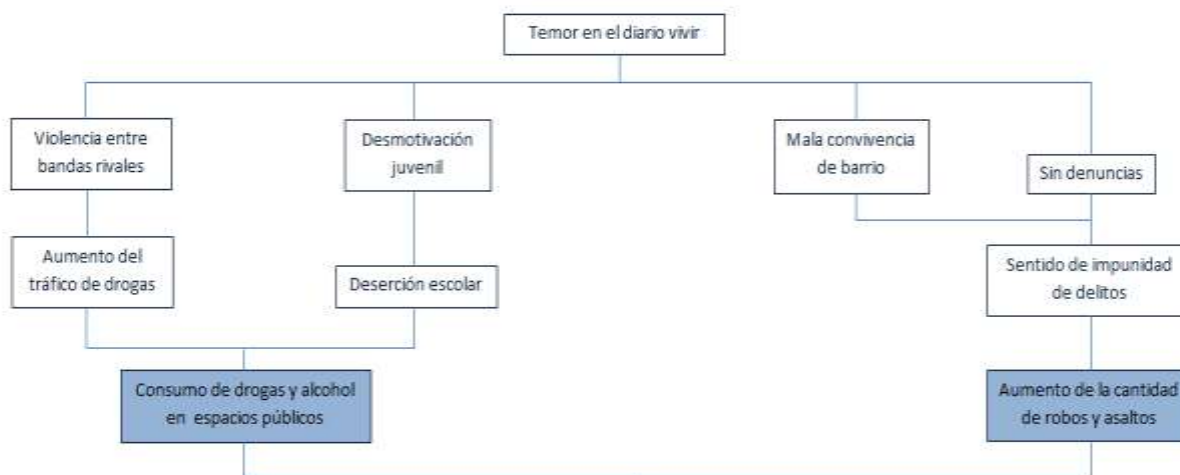 Temor en el diario vivir
Violencia entre
bandas rivales
Desmotivación
juvenil
Mala convivencia
de barrio
Sin denuncias
Aumento del
tráfico de drogas
Deserción escolar
Sentido de impunidad
de delitos
Consumo de drogas y alcohol
en espacios públicos
Aumento de la cantidad
de robos y asaltos